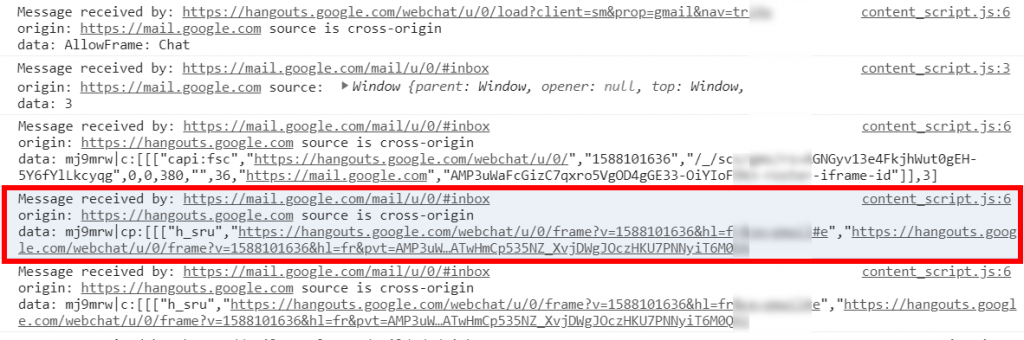 Message received by: https://hangouts.google.com/webchat/u/0/load?client=sm&prop=gmail&nav=tr content_script.js:6
origin: https://mail.google.com source is cross-origin
data: AllowFrame: Chat
Message received by: https://mail.google.com/mail/u/0/#inbox content_script.js:3
origin: https://mail.google.com source: ▶Window {parent: Window, opener: null, top: Window,
data: 3
Message received by: https://mail.google.com/mail/u/0/#inbox content_script.js:6
origin: https://hangouts.google.com source is cross-origin
data: mj9mrw|c:[[["capi:fsc","https://hangouts.google.com/webchat/u/0/","1588101636","/_/sc GNGyv13e4FkjhWut0gEH-
5Y6fYlLkcyqg",0,0,380,"",36,"https://mail.google.com","AMP3uWaFcGizC7qxro5VgOD4gGE33-OiYIoF -iframe-id"]],3]
Message received by: https://mail.google.com/mail/u/0/#inbox content_script.js:6
origin: https://hangouts.google.com source is cross-origin
data: mj9mrw|cp:[[["h_sru","https://hangouts.google.com/webchat/u/0/frame?v=1588101636&hl=f #e","https://hangouts.goog
le.com/webchat/u/0/frame?v=1588101636&hl=fr&pvt=AMP3uW…ATwHmCp535NZ_XvjDWgJOczHKU7PNNyiT6M0
Message received by: https://mail.google.com/mail/u/0/#inbox content_script.js:6
origin: https://hangouts.google.com source is cross-origin
data: mj9mrw|c:[[["h_sru","https://hangouts.google.com/webchat/u/0/frame?v=1588101636&hl=fr e","https://hangouts.googl
e.com/webchat/u/0/frame?v=1588101636&hl=fr&pvt=AMP3uW…ATwHmCp535NZ_XvjDWgJOczHKU7PNNyiT6M0Q